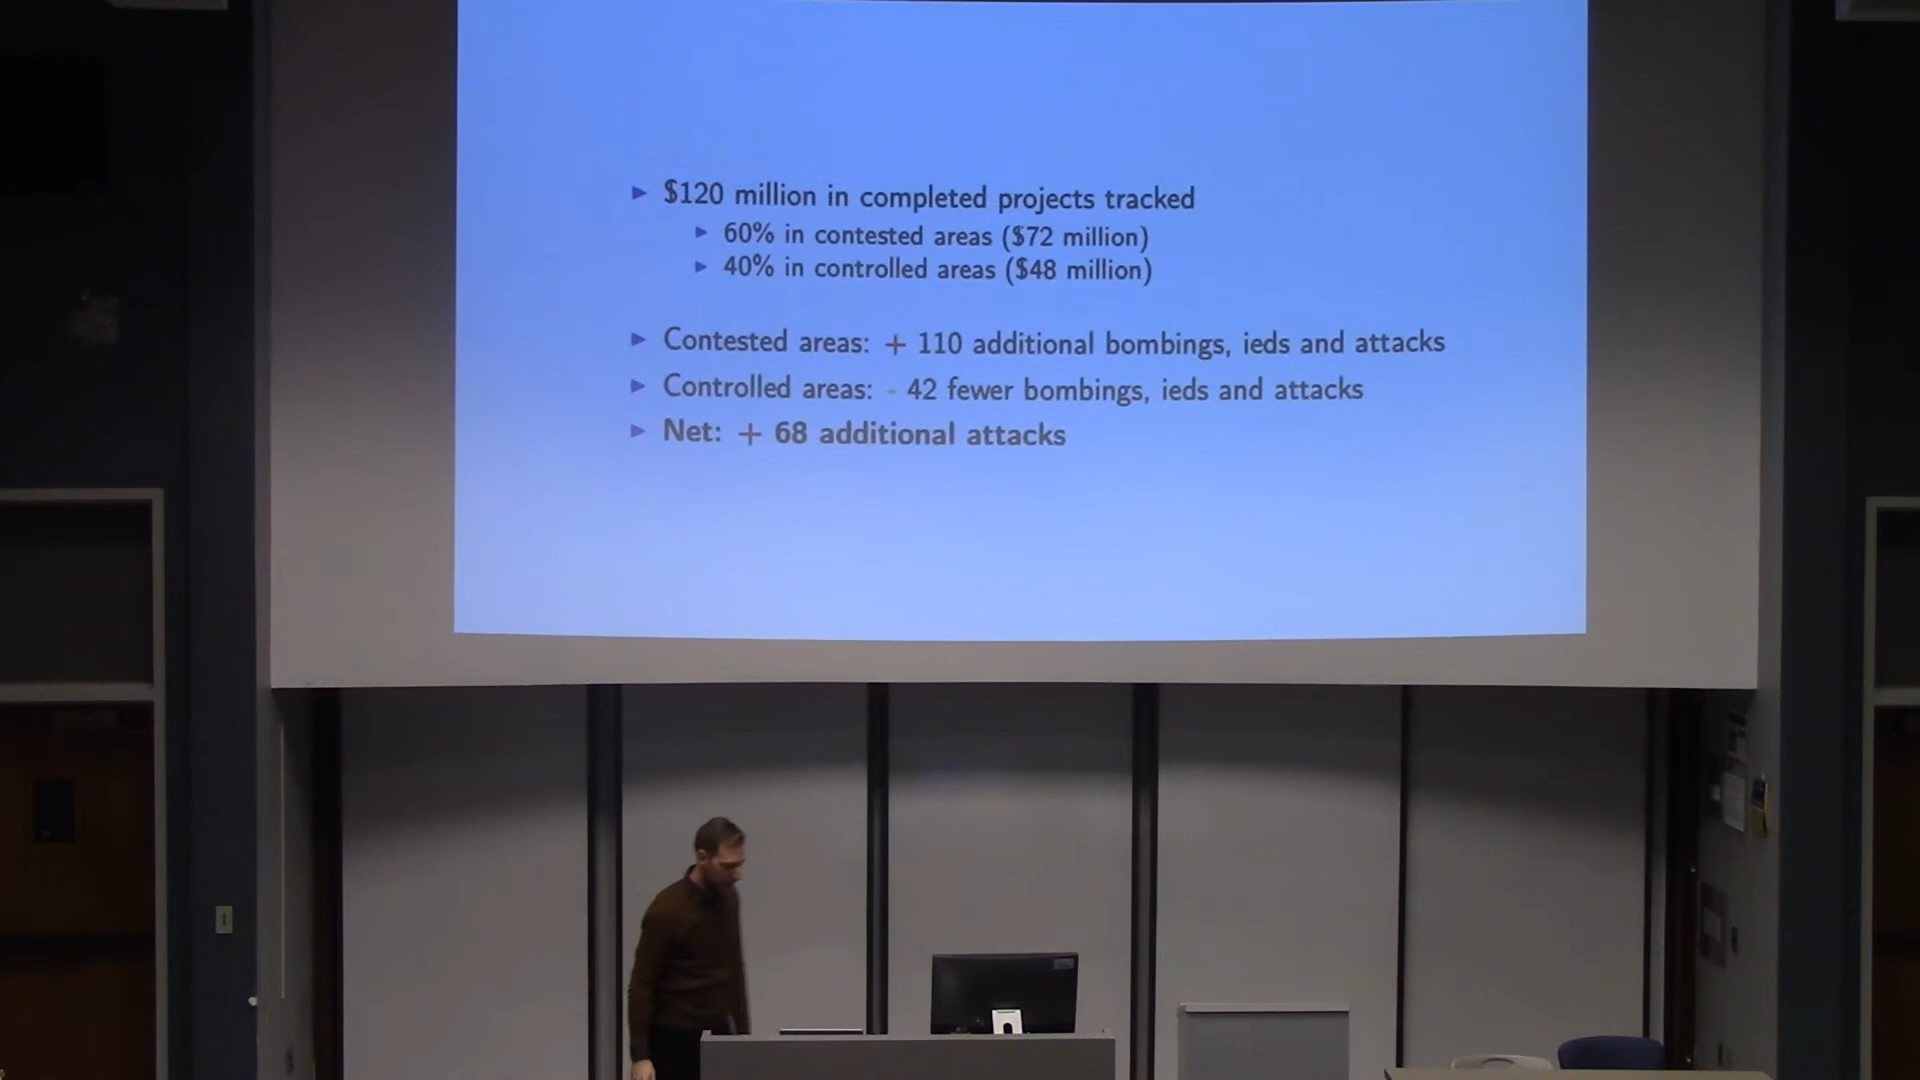 $120 million in completed projects tracked
60% in contested areas ($72 million)
40% in controlled areas ($48 million)
Contested areas: + 110 additional bombings, ieds and attacks
Controlled areas: - 42 fewer bombings, ieds and attacks
Net: + 68 additional attacks